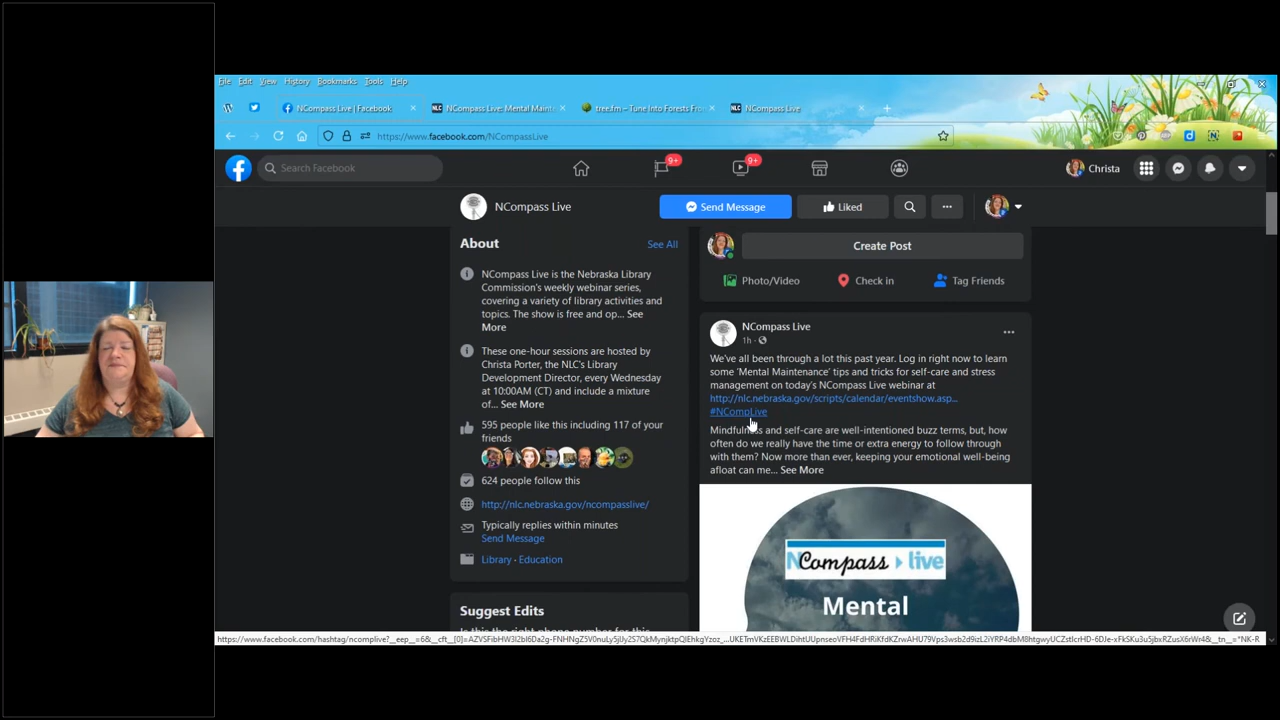 File Edit View History Bookmarks Tools Help
NCompass Live | Facebook
NCompass Live: Mental Maint
tree.fm – Tune Into Forests Fro
NCompass Live
https://www.facebook.com/NCompassLive
Search Facebook
9+
9+
Christa
NCompass Live
Send Message
Liked
About
See All
NCompass Live is the Nebraska Library
Commission's weekly webinar series,
covering a variety of library activities and
topics. The show is free and op... See
More
These one-hour sessions are hosted by
Christa Porter, the NLC's Library
Development Director, every Wednesday
at 10:00AM (CT) and include a mixture
of... See More
595 people like this including 117 of your
friends
624 people follow this
http://nlc.nebraska.gov/ncompasslive/
Typically replies within minutes
Send Message
Library · Education
Suggest Edits
Create Post
Photo/Video
Check in
Tag Friends
NCompass Live
1h ·
We've all been through a lot this past year. Log in right now to learn
some 'Mental Maintenance' tips and tricks for self-care and stress
management on today's NCompass Live webinar at
http://nlc.nebraska.gov/scripts/calendar/eventshow.asp...
#NCompLive
Mindfulness and self-care are well-intentioned buzz terms, but, how
often do we really have the time or extra energy to follow through
with them? Now more than ever, keeping your emotional well-being
afloat can me... See More
NCompass live
Mental